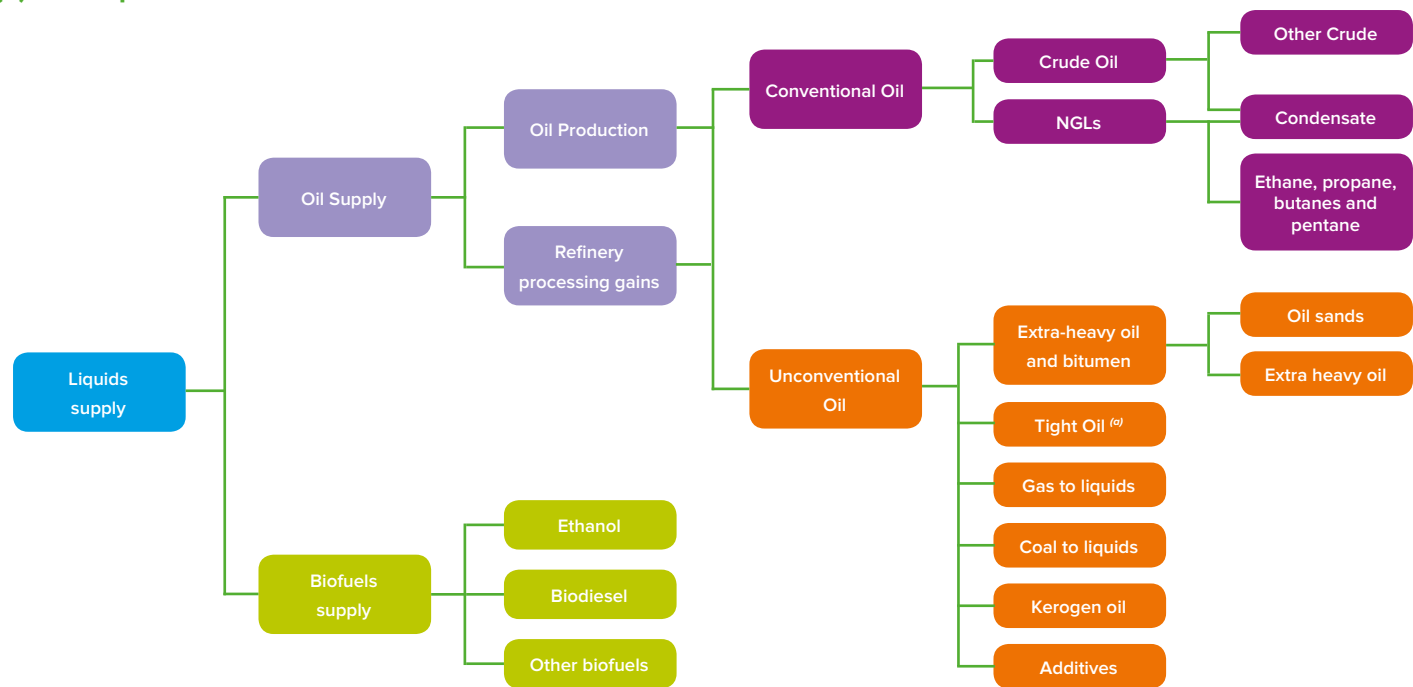 Other Crude
Crude Oil
Conventional Oil
Condensate
NGLs
Oil Production
Ethane, propane,
butanes and
pentane
Oil Supply
Refinery
processing gains
Oil sands
Extra-heavy oil
and bitumen
Extra heavy oil
Liquids
supply
Unconventional
Oil
Tight Oil (a)
Gas to liquids
Ethanol
Coal to liquids
Biofuels
supply
Biodiesel
Kerogen oil
Other biofuels
Additives